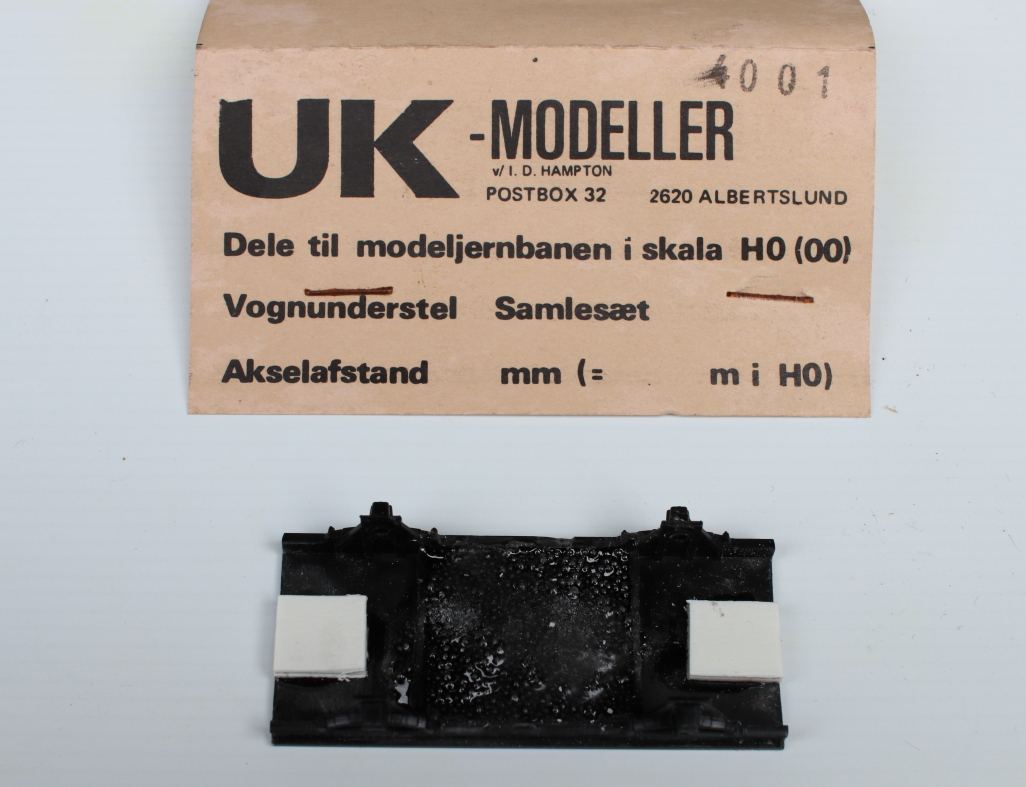 4001
UK -MODELLER
v/ I. D. HAMPTON
POSTBOX 32 2620 ALBERTSLUND
Dele til modeljernbanen i skala H0 (00)
Vognunderstel Samlesæt
Akselafstand mm (= m i H0)